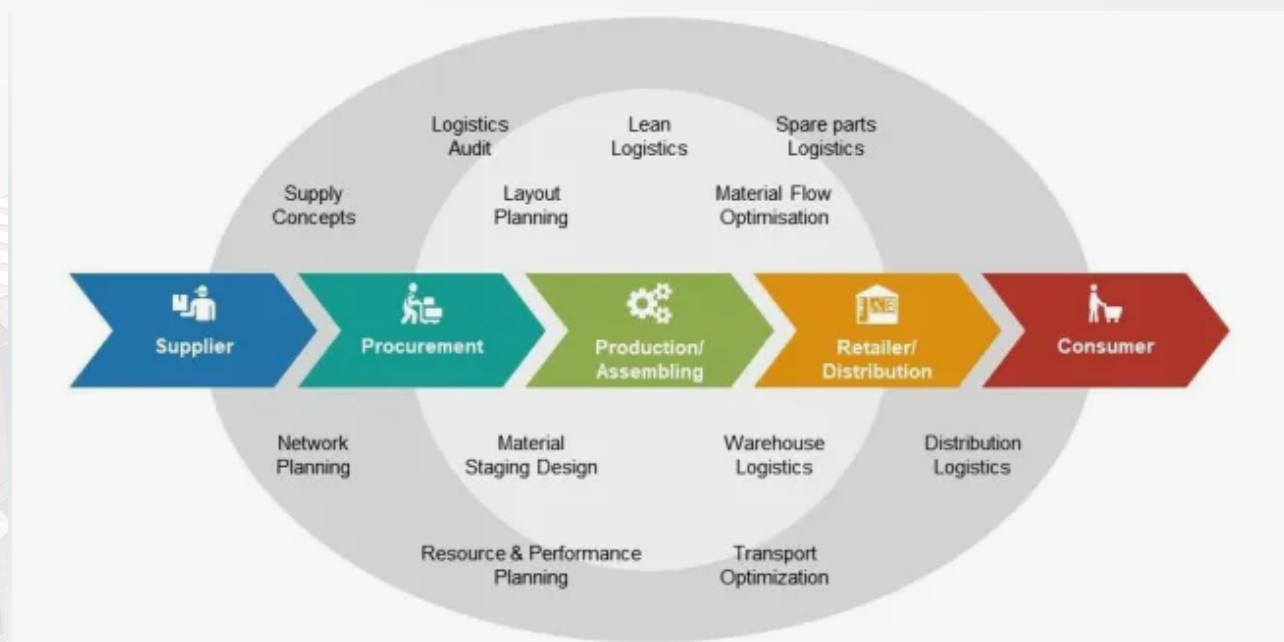 Logistics
Audit
Lean
Logistics
Spare parts
Logistics
Supply
Concepts
Layout
Planning
Material Flow
Optimisation
Supplier
Procurement
Production/
Assembling
Retailer/
Distribution
Consumer
Network
Planning
Material
Staging Design
Warehouse
Logistics
Distribution
Logistics
Resource & Performance
Planning
Transport
Optimization